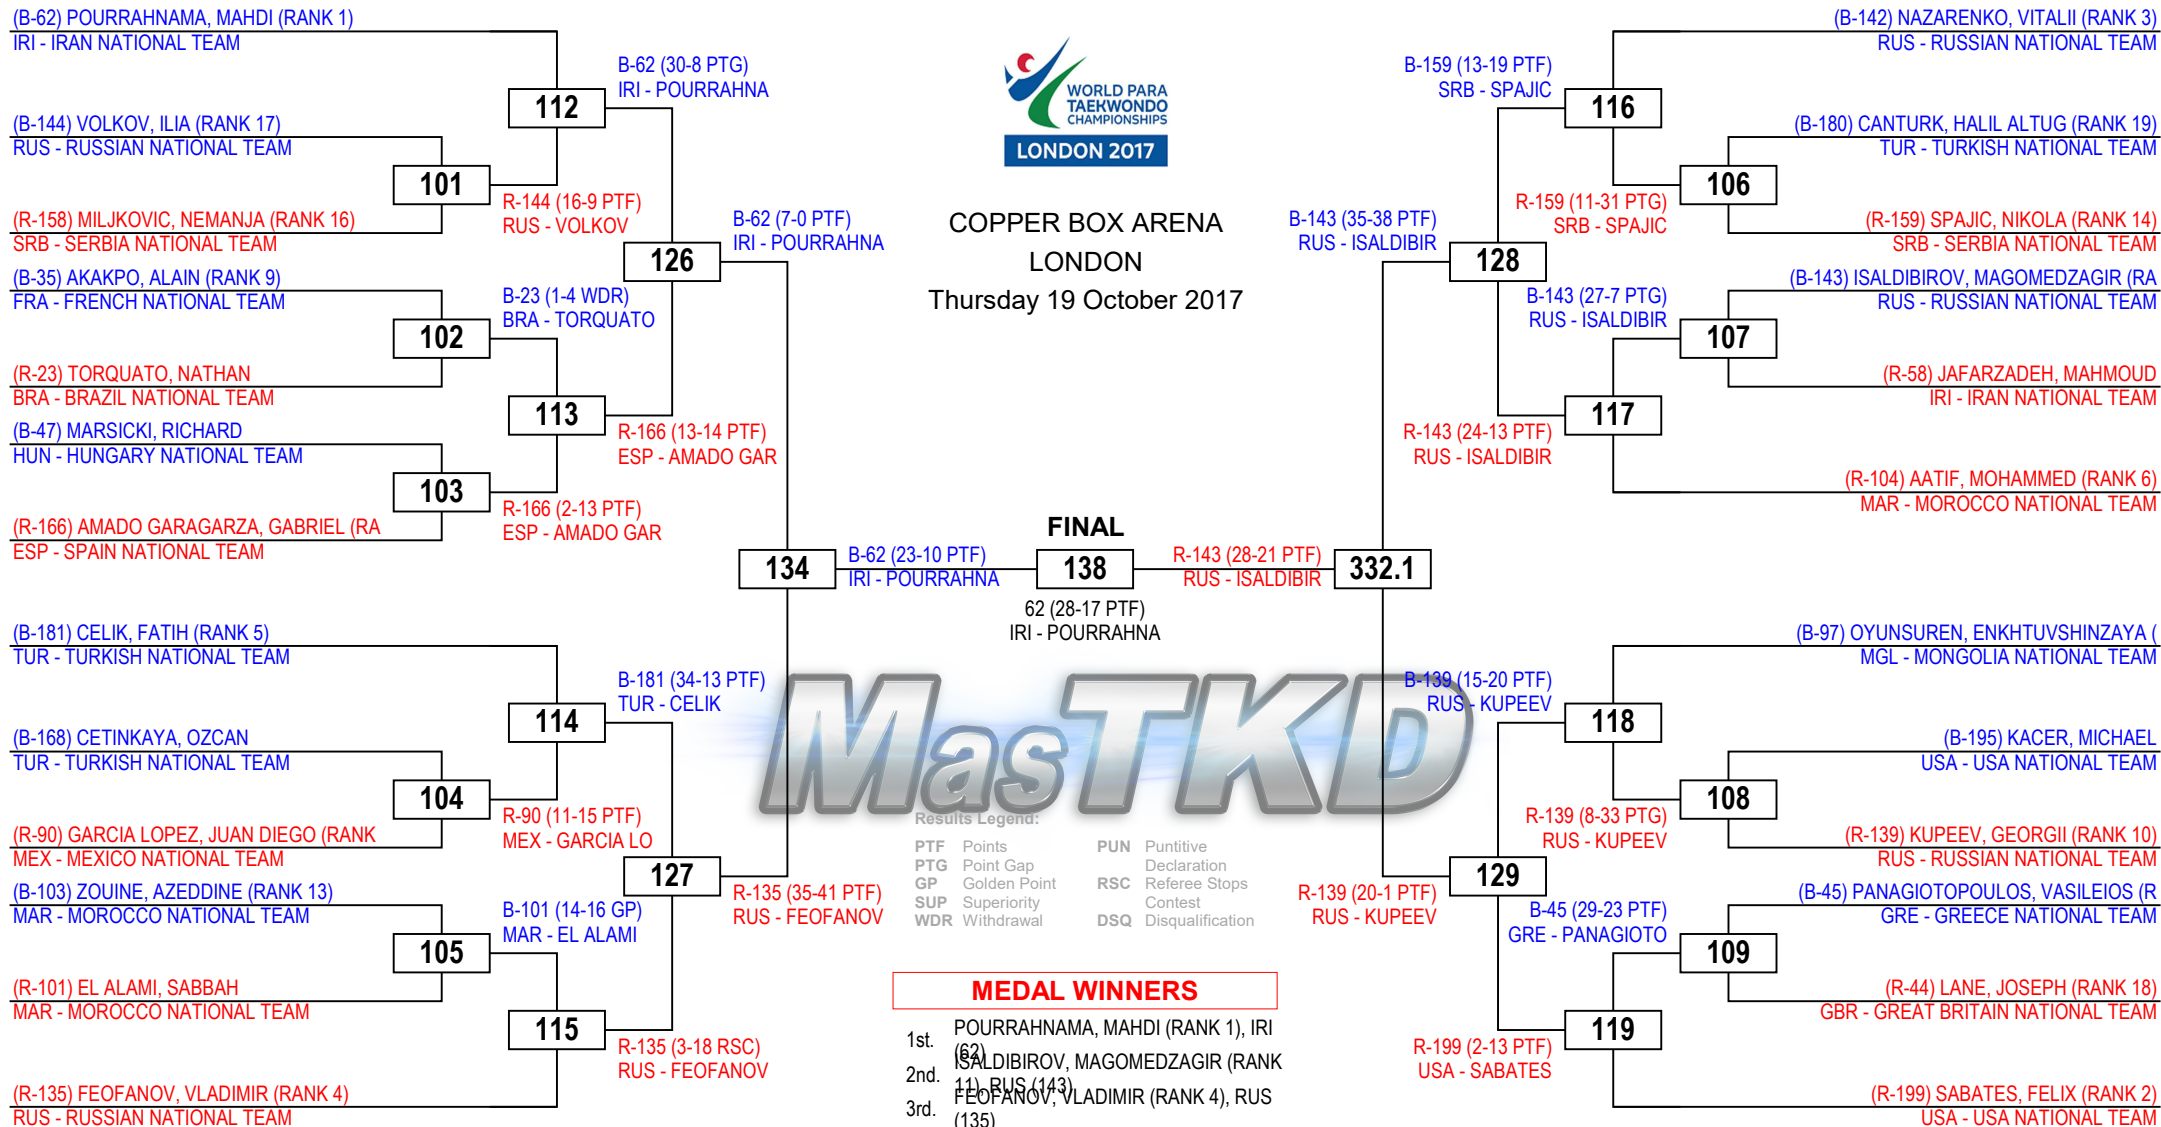 (B-62) POURRAHNAMA, MAHDI (RANK 1)
IRI - IRAN NATIONAL TEAM
(B-144) VOLKOV, ILIA (RANK 17)
RUS - RUSSIAN NATIONAL TEAM
(R-158) MILJKOVIC, NEMANJA (RANK 16)
SRB - SERBIA NATIONAL TEAM
(B-35) AKAKPO, ALAIN (RANK 9)
FRA - FRENCH NATIONAL TEAM
(R-23) TORQUATO, NATHAN
BRA - BRAZIL NATIONAL TEAM
(B-47) MARSICKI, RICHARD
HUN - HUNGARY NATIONAL TEAM
(R-166) AMADO GARAGARZA, GABRIEL (RA
ESP - SPAIN NATIONAL TEAM
(B-181) CELIK, FATIH (RANK 5)
TUR - TURKISH NATIONAL TEAM
(B-168) CETINKAYA, OZCAN
TUR - TURKISH NATIONAL TEAM
(R-90) GARCIA LOPEZ, JUAN DIEGO (RANK
MEX - MEXICO NATIONAL TEAM
(B-103) ZOUINE, AZEDDINE (RANK 13)
MAR - MOROCCO NATIONAL TEAM
(R-101) EL ALAMI, SABBAH
MAR - MOROCCO NATIONAL TEAM
(R-135) FEOFANOV, VLADIMIR (RANK 4)
RUS - RUSSIAN NATIONAL TEAM
101
R-144 (16-9 PTF)
RUS - VOLKOV
102
B-23 (1-4 WDR)
BRA - TORQUATO
103
R-166 (2-13 PTF)
ESP - AMADO GAR
104
R-90 (11-15 PTF)
MEX - GARCIA LO
105
B-101 (14-16 GP)
MAR - EL ALAMI
112
B-62 (30-8 PTG)
IRI - POURRAHNA
113
R-166 (13-14 PTF)
ESP - AMADO GAR
114
B-181 (34-13 PTF)
TUR - CELIK
115
R-135 (3-18 RSC)
RUS - FEOFANOV
126
B-62 (7-0 PTF)
IRI - POURRAHNA
127
R-135 (35-41 PTF)
RUS - FEOFANOV
134
B-62 (23-10 PTF)
IRI - POURRAHNA
WORLD PARA
TAEKWONDO
CHAMPIONSHIPS
LONDON 2017
COPPER BOX ARENA
LONDON
Thursday 19 October 2017
FINAL
138
62 (28-17 PTF)
IRI - POURRAHNA
MasTKD
Results Legend:
PTF Points
PTG Point Gap
GP Golden Point
SUP Superiority
WDR Withdrawal
PUN Puntitive
Declaration
RSC Referee Stops
Contest
DSQ Disqualification
MEDAL WINNERS
1st. POURRAHNAMA, MAHDI (RANK 1), IRI
(62)
2nd. ISALDIBIROV, MAGOMEDZAGIR (RANK
11), RUS (143)
3rd. FEOFANOV, VLADIMIR (RANK 4), RUS
(135)
R-143 (28-21 PTF)
RUS - ISALDIBIR
332.1
B-143 (35-38 PTF)
RUS - ISALDIBIR
128
R-139 (20-1 PTF)
RUS - KUPEEV
129
B-159 (13-19 PTF)
SRB - SPAJIC
116
R-143 (24-13 PTF)
RUS - ISALDIBIR
117
B-139 (15-20 PTF)
RUS - KUPEEV
118
R-199 (2-13 PTF)
USA - SABATES
119
R-159 (11-31 PTG)
SRB - SPAJIC
106
B-143 (27-7 PTG)
RUS - ISALDIBIR
107
R-139 (8-33 PTG)
RUS - KUPEEV
108
B-45 (29-23 PTF)
GRE - PANAGIOTO
109
(B-142) NAZARENKO, VITALII (RANK 3)
RUS - RUSSIAN NATIONAL TEAM
(B-180) CANTURK, HALIL ALTUG (RANK 19)
TUR - TURKISH NATIONAL TEAM
(R-159) SPAJIC, NIKOLA (RANK 14)
SRB - SERBIA NATIONAL TEAM
(B-143) ISALDIBIROV, MAGOMEDZAGIR (RA
RUS - RUSSIAN NATIONAL TEAM
(R-58) JAFARZADEH, MAHMOUD
IRI - IRAN NATIONAL TEAM
(R-104) AATIF, MOHAMMED (RANK 6)
MAR - MOROCCO NATIONAL TEAM
(B-97) OYUNSUREN, ENKHTUVSHINZAYA (
MGL - MONGOLIA NATIONAL TEAM
(B-195) KACER, MICHAEL
USA - USA NATIONAL TEAM
(R-139) KUPEEV, GEORGII (RANK 10)
RUS - RUSSIAN NATIONAL TEAM
(B-45) PANAGIOTOPOULOS, VASILEIOS (R
GRE - GREECE NATIONAL TEAM
(R-44) LANE, JOSEPH (RANK 18)
GBR - GREAT BRITAIN NATIONAL TEAM
(R-199) SABATES, FELIX (RANK 2)
USA - USA NATIONAL TEAM